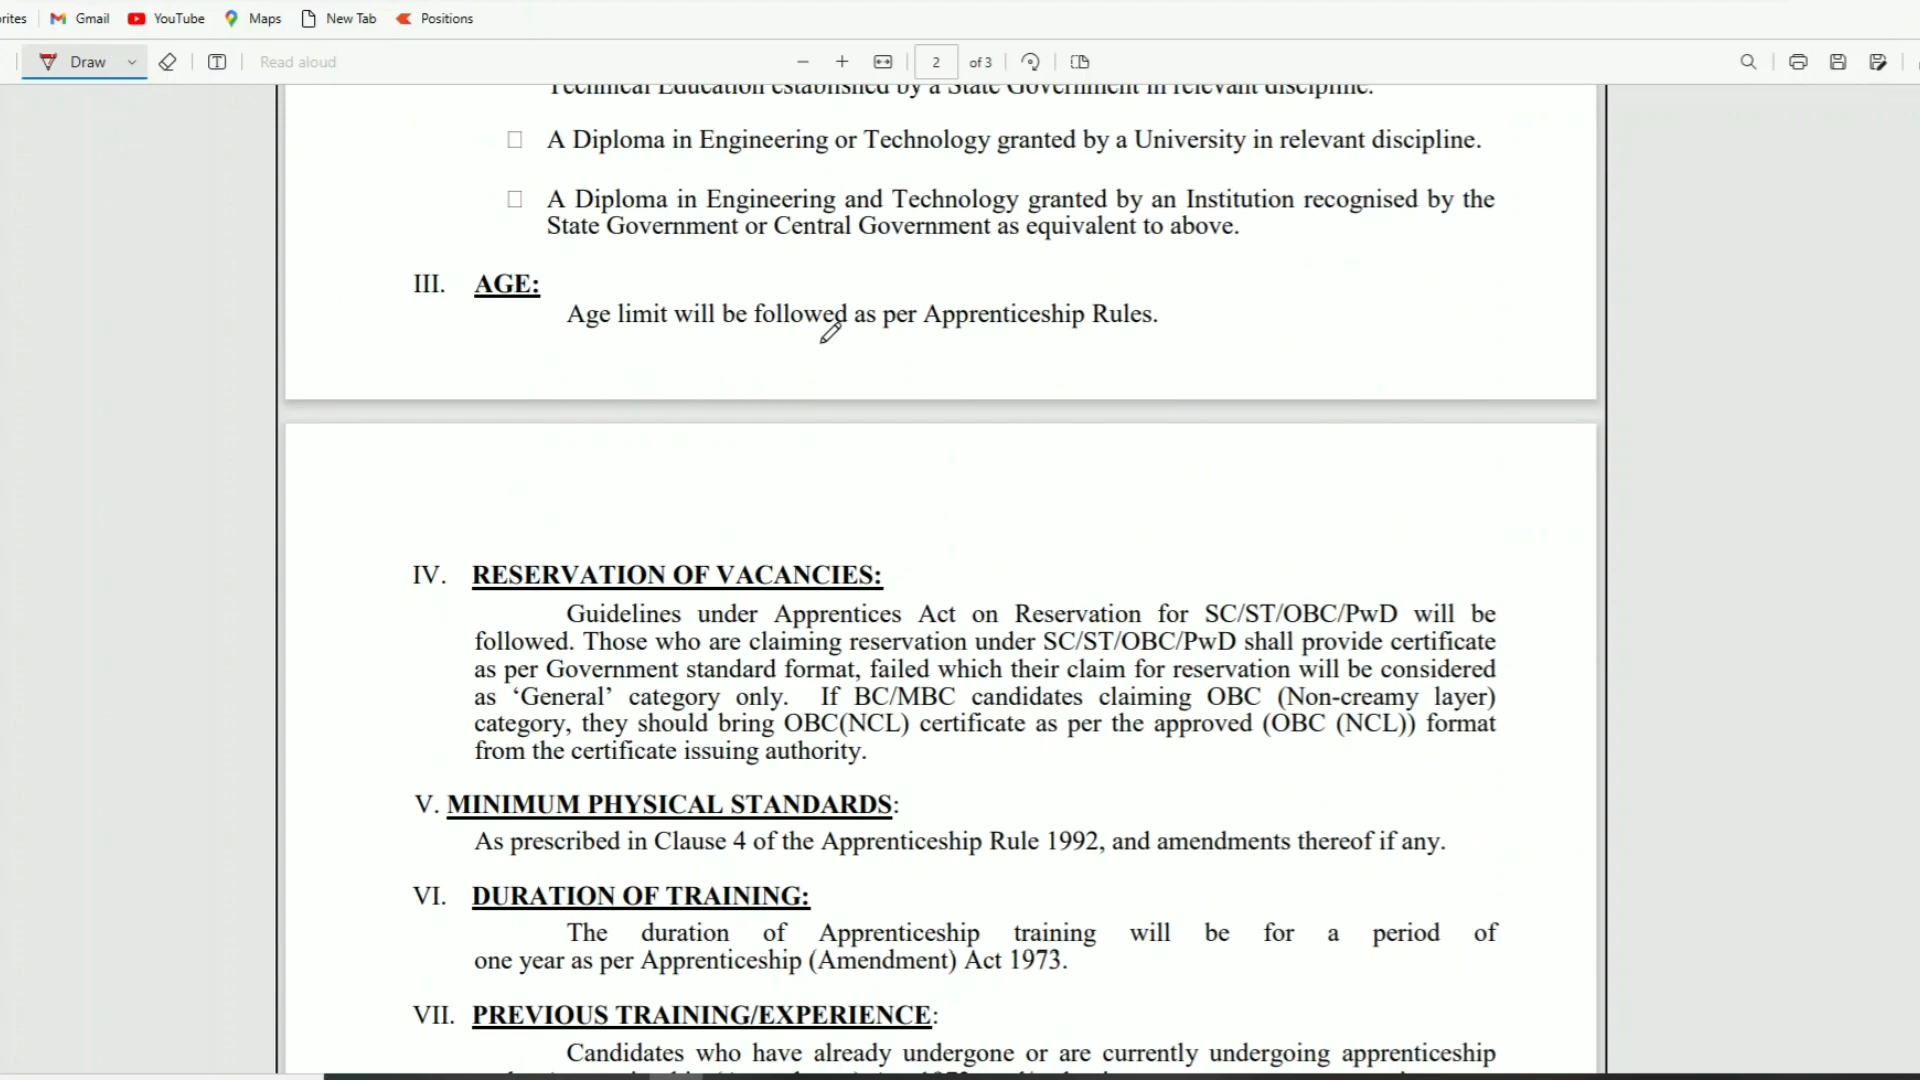 rites Gmail YouTube Maps New Tab Positions
Draw Read aloud 2 of 3
Technical Education established by a State Government in relevant discipline.
A Diploma in Engineering or Technology granted by a University in relevant discipline.
A Diploma in Engineering and Technology granted by an Institution recognised by the
State Government or Central Government as equivalent to above.
III. AGE:
Age limit will be followed as per Apprenticeship Rules.
IV. RESERVATION OF VACANCIES:
Guidelines under Apprentices Act on Reservation for SC/ST/OBC/PwD will be
followed. Those who are claiming reservation under SC/ST/OBC/PwD shall provide certificate
as per Government standard format, failed which their claim for reservation will be considered
as ‘General’ category only. If BC/MBC candidates claiming OBC (Non-creamy layer)
category, they should bring OBC(NCL) certificate as per the approved (OBC (NCL)) format
from the certificate issuing authority.
V. MINIMUM PHYSICAL STANDARDS:
As prescribed in Clause 4 of the Apprenticeship Rule 1992, and amendments thereof if any.
VI. DURATION OF TRAINING:
The duration of Apprenticeship training will be for a period of
one year as per Apprenticeship (Amendment) Act 1973.
VII. PREVIOUS TRAINING/EXPERIENCE:
Candidates who have already undergone or are currently undergoing apprenticeship